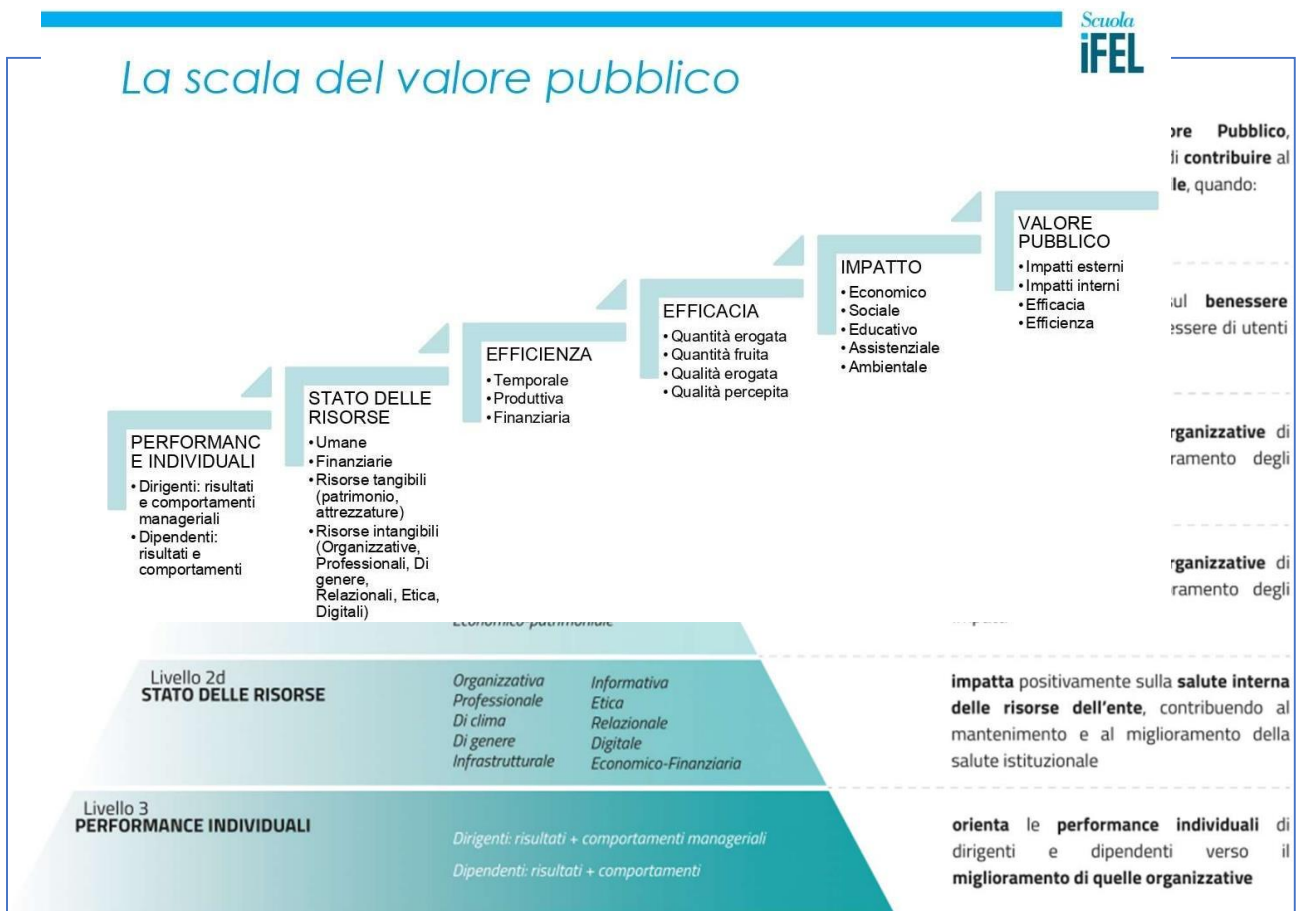 Scuola
iFEL
La scala del valore pubblico
PERFORMANC
E INDIVIDUALI
• Dirigenti: risultati
e comportamenti
manageriali
• Dipendenti:
risultati e
comportamenti
STATO DELLE
RISORSE
• Umane
• Finanziarie
• Risorse tangibili
(patrimonio,
attrezzature)
• Risorse intangibili
(Organizzative,
Professionali, Di
genere,
Relazionali, Etica,
Digitali)
EFFICIENZA
• Temporale
• Produttiva
• Finanziaria
EFFICACIA
• Quantità erogata
• Quantità fruita
• Qualità erogata
• Qualità percepita
IMPATTO
• Economico
• Sociale
• Educativo
• Assistenziale
• Ambientale
VALORE
PUBBLICO
• Impatti esterni
• Impatti interni
• Efficacia
• Efficienza
Pubblico,
contribuire al
quando:
benessere
di utenti
di
degli
di
degli
Economico-patrimoniale
Livello 2d
STATO DELLE RISORSE
Organizzativa
Professionale
Di clima
Di genere
Infrastrutturale
Informativa
Etica
Relazionale
Digitale
Economico-Finanziaria
impatta positivamente sulla salute interna
delle risorse dell'ente, contribuendo al
mantenimento e al miglioramento della
salute istituzionale
Livello 3
PERFORMANCE INDIVIDUALI
Dirigenti: risultati + comportamenti manageriali
Dipendenti: risultati + comportamenti
orienta le performance individuali di
dirigenti e dipendenti verso il
miglioramento di quelle organizzative